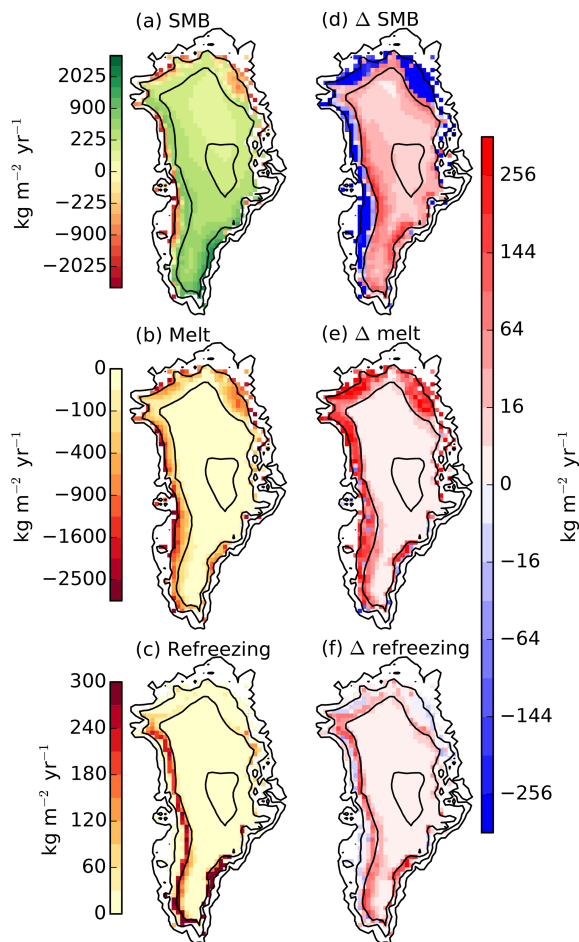 (a) SMB
(d) Δ SMB
2025
900
225
0
−225
−900
−2025
kg m−2 yr−1
(b) Melt
(e) Δ melt
0
−100
−400
−900
−1600
−2500
kg m−2 yr−1
(c) Refreezing
(f) Δ refreezing
300
240
180
120
60
0
kg m−2 yr−1
256
144
64
16
0
−16
−64
−144
−256
kg m−2 yr−1